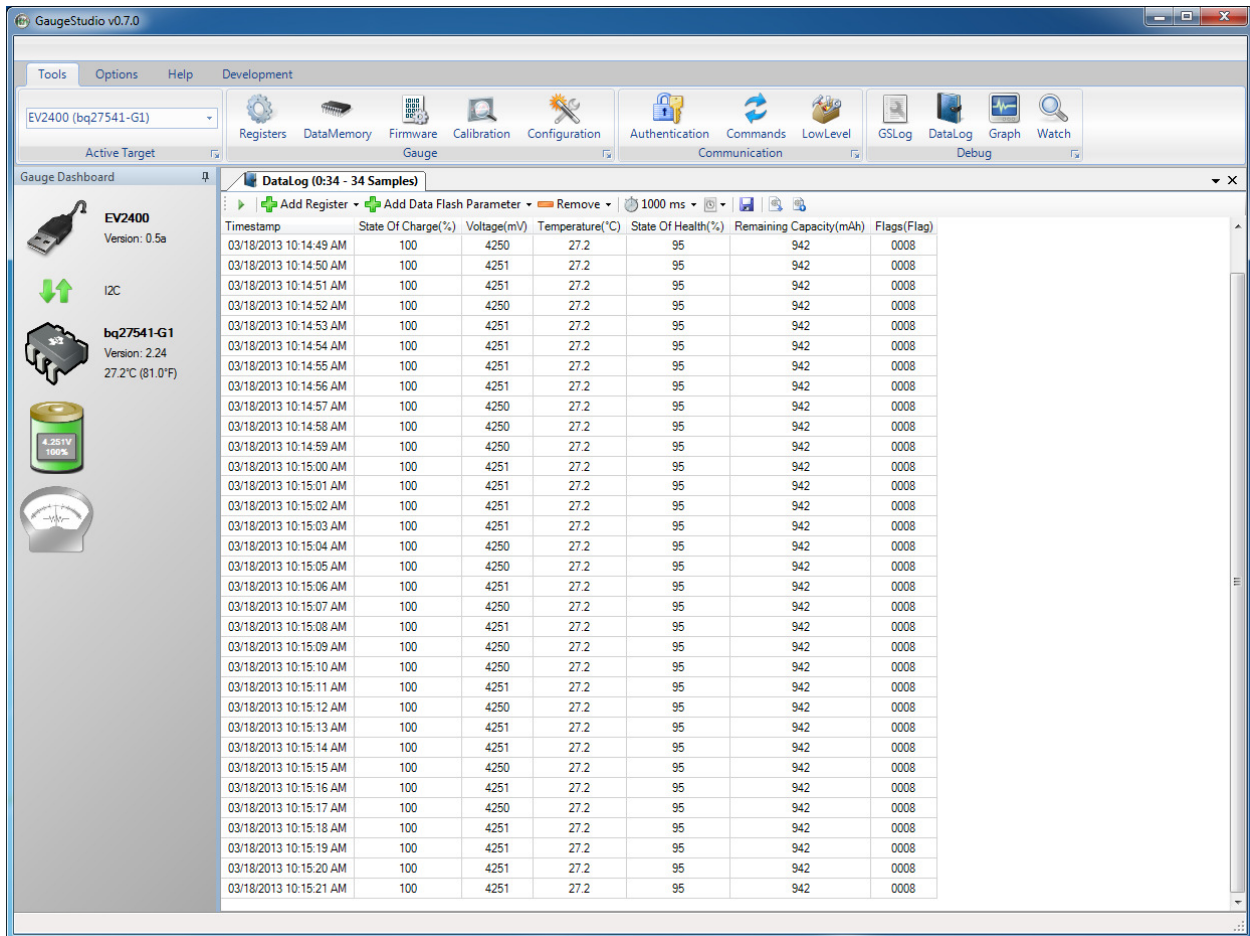 GaugeStudio v0.7.0
Tools Options Help Development
EV2400 (bq27541-G1)
Registers DataMemory Firmware Calibration Configuration Authentication Commands LowLevel GSLog DataLog Graph Watch
Active Target Gauge Communication Debug
Gauge Dashboard
EV2400
Version: 0.5a
I2C
bq27541-G1
Version: 2.24
27.2°C (81.0°F)
4.251V
100%
DataLog (0:34 - 34 Samples)
Add Register Add Data Flash Parameter Remove 1000 ms
Timestamp State Of Charge(%) Voltage(mV) Temperature(°C) State Of Health(%) Remaining Capacity(mAh) Flags(Flag)
03/18/2013 10:14:49 AM 100 4250 27.2 95 942 0008
03/18/2013 10:14:50 AM 100 4251 27.2 95 942 0008
03/18/2013 10:14:51 AM 100 4251 27.2 95 942 0008
03/18/2013 10:14:52 AM 100 4250 27.2 95 942 0008
03/18/2013 10:14:53 AM 100 4251 27.2 95 942 0008
03/18/2013 10:14:54 AM 100 4251 27.2 95 942 0008
03/18/2013 10:14:55 AM 100 4251 27.2 95 942 0008
03/18/2013 10:14:56 AM 100 4251 27.2 95 942 0008
03/18/2013 10:14:57 AM 100 4250 27.2 95 942 0008
03/18/2013 10:14:58 AM 100 4250 27.2 95 942 0008
03/18/2013 10:14:59 AM 100 4250 27.2 95 942 0008
03/18/2013 10:15:00 AM 100 4251 27.2 95 942 0008
03/18/2013 10:15:01 AM 100 4251 27.2 95 942 0008
03/18/2013 10:15:02 AM 100 4251 27.2 95 942 0008
03/18/2013 10:15:03 AM 100 4251 27.2 95 942 0008
03/18/2013 10:15:04 AM 100 4250 27.2 95 942 0008
03/18/2013 10:15:05 AM 100 4250 27.2 95 942 0008
03/18/2013 10:15:06 AM 100 4251 27.2 95 942 0008
03/18/2013 10:15:07 AM 100 4250 27.2 95 942 0008
03/18/2013 10:15:08 AM 100 4251 27.2 95 942 0008
03/18/2013 10:15:09 AM 100 4250 27.2 95 942 0008
03/18/2013 10:15:10 AM 100 4250 27.2 95 942 0008
03/18/2013 10:15:11 AM 100 4251 27.2 95 942 0008
03/18/2013 10:15:12 AM 100 4250 27.2 95 942 0008
03/18/2013 10:15:13 AM 100 4251 27.2 95 942 0008
03/18/2013 10:15:14 AM 100 4251 27.2 95 942 0008
03/18/2013 10:15:15 AM 100 4250 27.2 95 942 0008
03/18/2013 10:15:16 AM 100 4251 27.2 95 942 0008
03/18/2013 10:15:17 AM 100 4250 27.2 95 942 0008
03/18/2013 10:15:18 AM 100 4251 27.2 95 942 0008
03/18/2013 10:15:19 AM 100 4251 27.2 95 942 0008
03/18/2013 10:15:20 AM 100 4251 27.2 95 942 0008
03/18/2013 10:15:21 AM 100 4251 27.2 95 942 0008